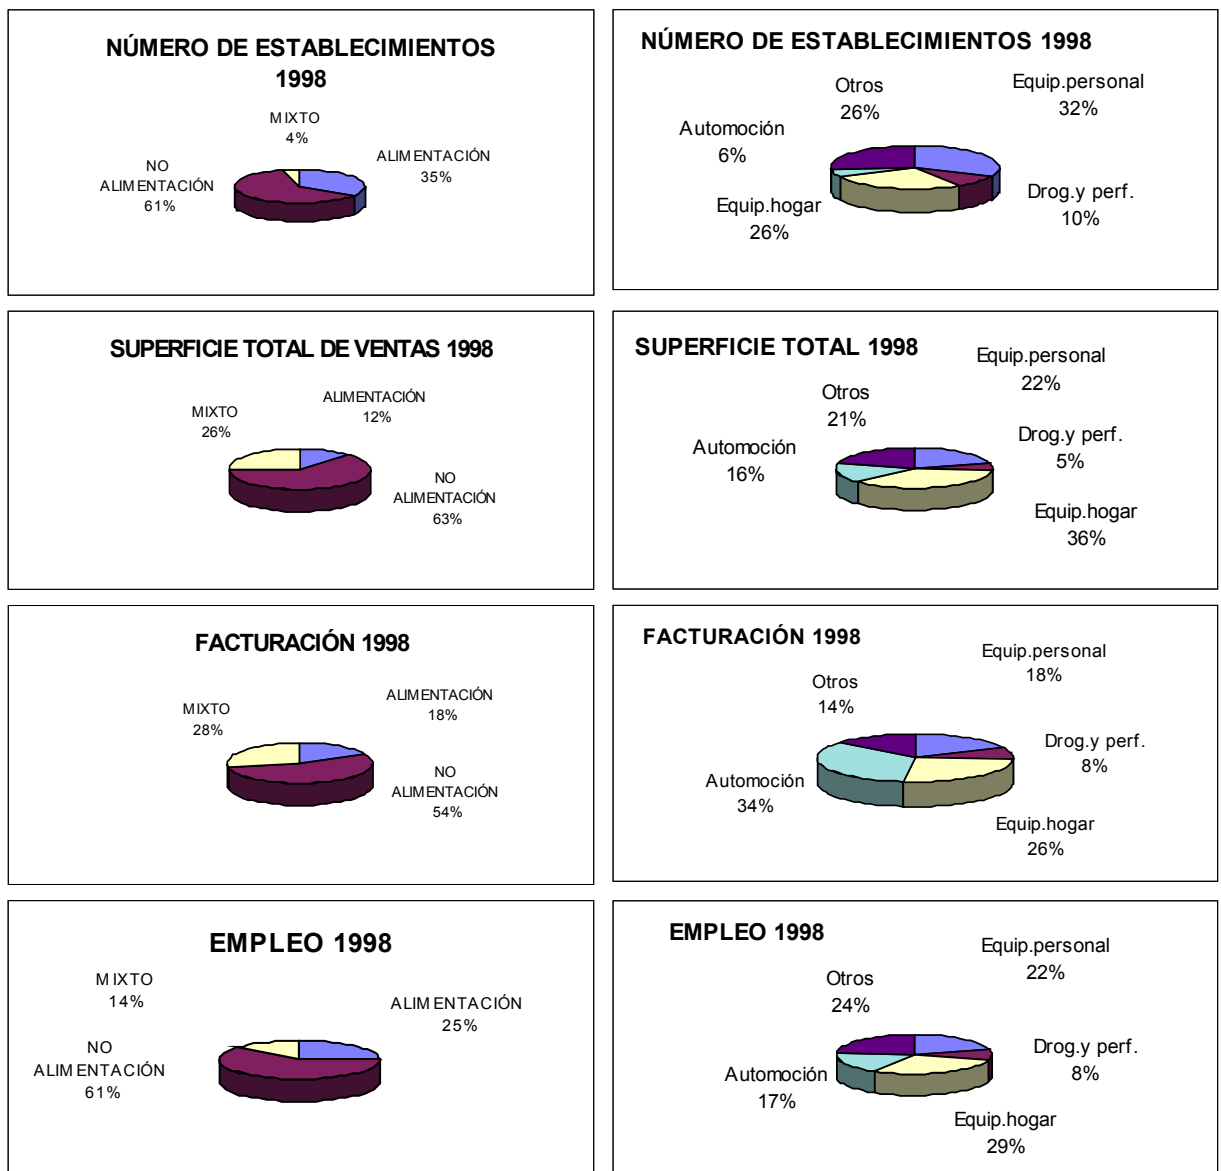 NÚMERO DE ESTABLECIMIENTOS
1998
MIXTO
4%
ALIMENTACIÓN
35%
NO
ALIMENTACIÓN
61%
NÚMERO DE ESTABLECIMIENTOS 1998
Otros
26%
Equip.personal
32%
Automoción
6%
Drog.y perf.
10%
Equip.hogar
26%
SUPERFICIE TOTAL DE VENTAS 1998
ALIMENTACIÓN
12%
MIXTO
26%
NO
ALIMENTACIÓN
63%
SUPERFICIE TOTAL 1998
Equip.personal
22%
Otros
21%
Drog.y perf.
5%
Automoción
16%
Equip.hogar
36%
FACTURACIÓN 1998
ALIMENTACIÓN
18%
MIXTO
28%
NO
ALIMENTACIÓN
54%
FACTURACIÓN 1998
Equip.personal
18%
Otros
14%
Drog.y perf.
8%
Automoción
34%
Equip.hogar
26%
EMPLEO 1998
MIXTO
14%
ALIMENTACIÓN
25%
NO
ALIMENTACIÓN
61%
EMPLEO 1998
Equip.personal
22%
Otros
24%
Drog.y perf.
8%
Automoción
17%
Equip.hogar
29%